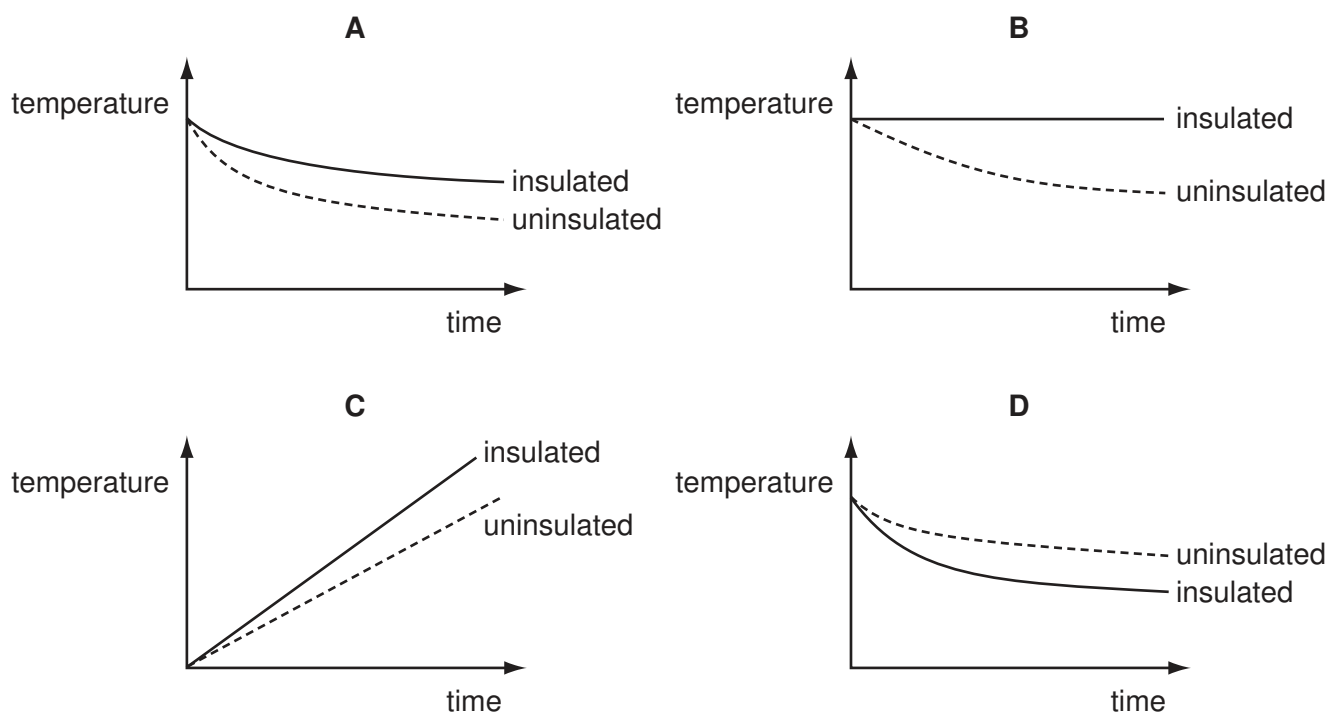 A
temperature
insulated
uninsulated
time
B
temperature
insulated
uninsulated
time
C
temperature
insulated
uninsulated
time
D
temperature
uninsulated
insulated
time